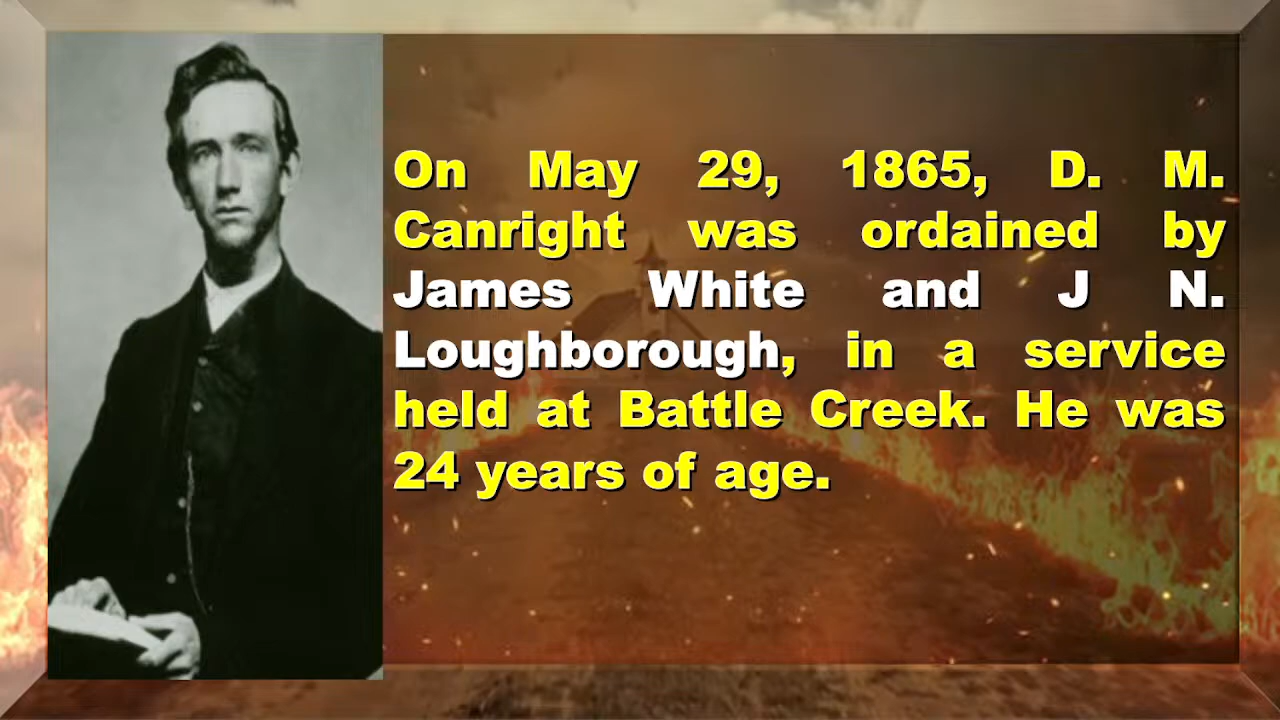 On May 29, 1865, D. M.
Canright was ordained by
James White and J N.
Loughborough, in a service
held at Battle Creek. He was
24 years of age.